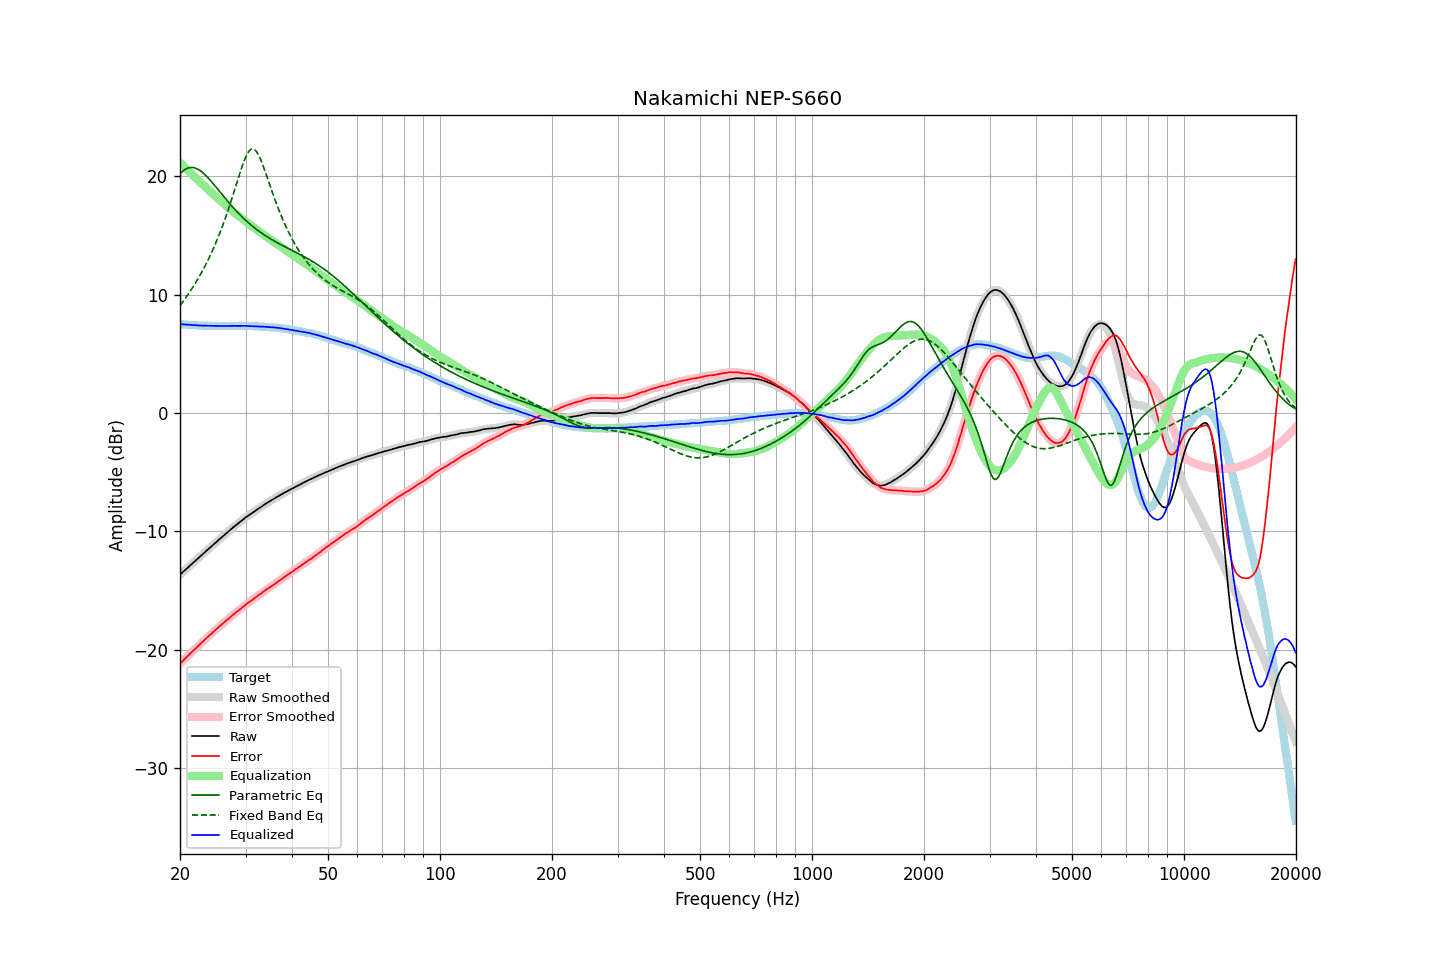 Nakamichi NEP-S660
Amplitude (dBr)
20
10
0
−10
−20
−30
Target
Raw Smoothed
Error Smoothed
Raw
Error
Equalization
Parametric Eq
Fixed Band Eq
Equalized
20 50 100 200 500 1000 2000 5000 10000 20000
Frequency (Hz)